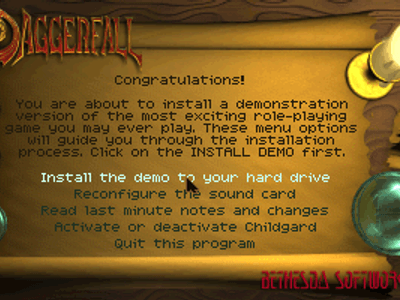 DAGGERFALL
Congratulations!
You are about to install a demonstration
version of the most exciting role-playing
game you may ever play. These menu options
will guide you through the installation
process. Click on the INSTALL DEMO first.
Install the demo to your hard drive
Reconfigure the sound card
Read last minute notes and changes
Activate or deactivate Childgard
Quit this program
BETHESDA SOFTWOR